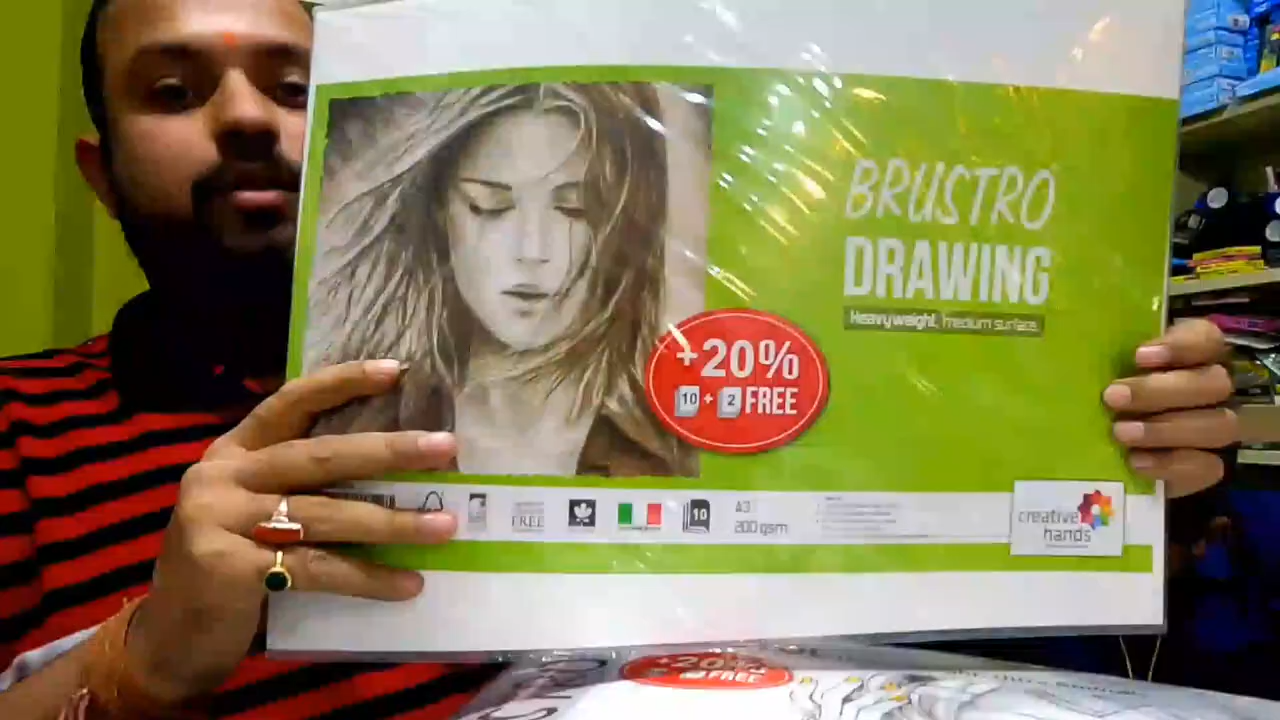 BRUSTRO
DRAWING
Heavyweight, medium surface
+20%
10 + 2 FREE
FREE
10
A3
200 gsm
creative
hands
+20%
FREE